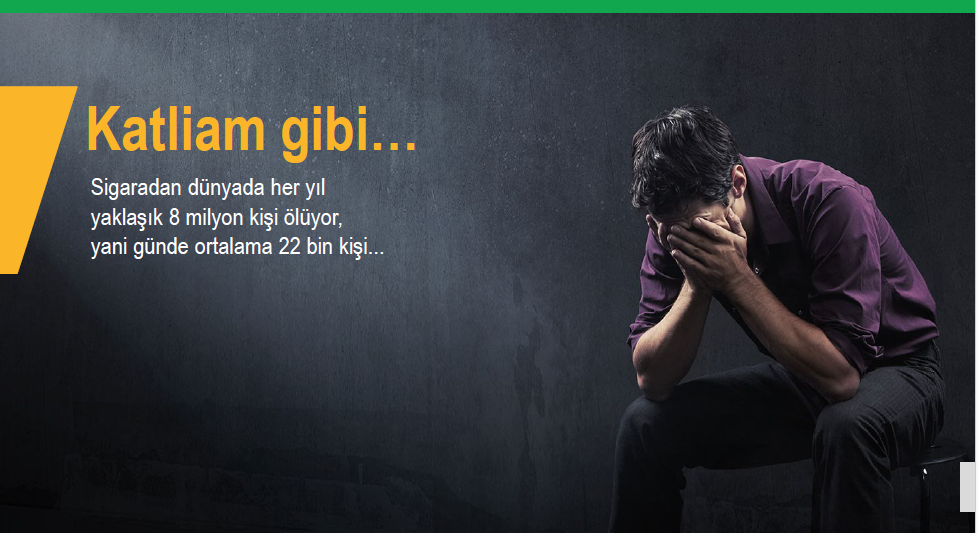 Katliam gibi…
Sigaradan dünyada her yıl
yaklaşık 8 milyon kişi ölüyor,
yani günde ortalama 22 bin kişi...